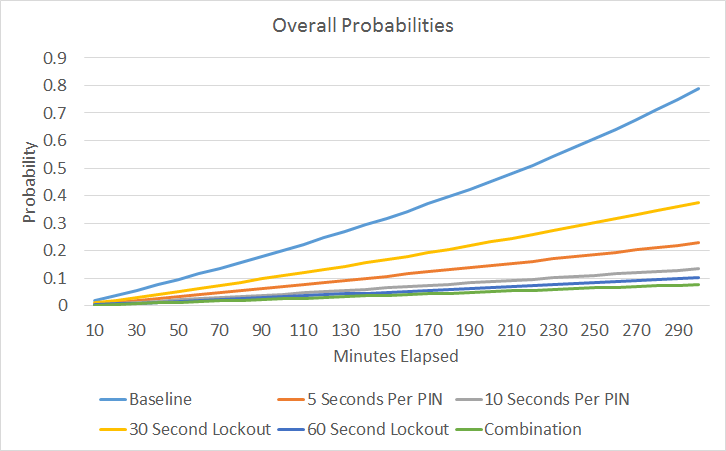 Overall Probabilities
0.9
0.8
0.7
0.6
0.5
0.4
0.3
0.2
0.1
0
Probability
10 30 50 70 90 110 130 150 170 190 210 230 250 270 290
Minutes Elapsed
Baseline 5 Seconds Per PIN 10 Seconds Per PIN
30 Second Lockout 60 Second Lockout Combination